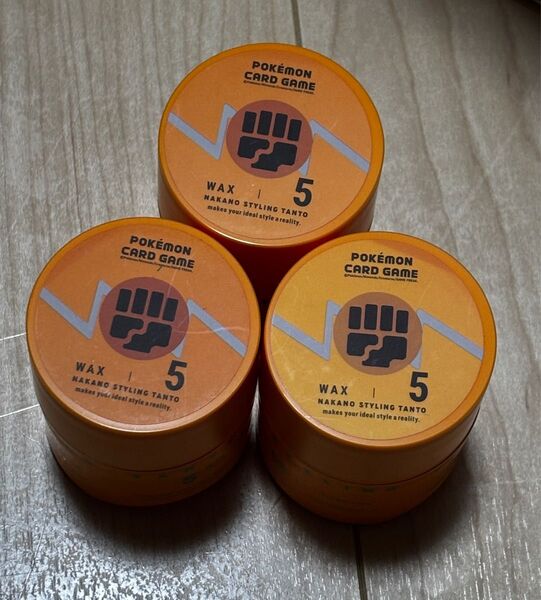 POKÉMON
CARD GAME
WAX 5
NAKANO STYLING TANTO
makes your ideal style a reality.
POKÉMON
CARD GAME
WAX 5
NAKANO STYLING TANTO
makes your ideal style a reality.
POKÉMON
CARD GAME
WAX 5
NAKANO STYLING TANTO
makes your ideal style a reality.